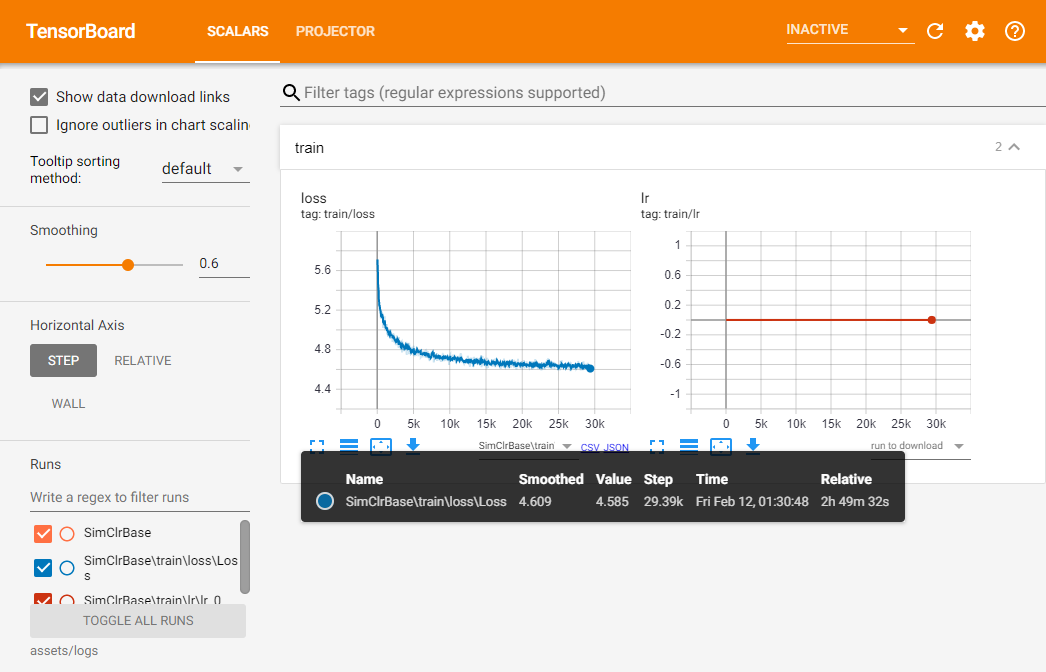 TensorBoard
SCALARS
PROJECTOR
INACTIVE
Show data download links
Ignore outliers in chart scalin
Tooltip sorting
method:
default
Smoothing
0.6
Horizontal Axis
STEP
RELATIVE
WALL
Runs
Write a regex to filter runs
SimClrBase
SimClrBase\train\loss\Los
s
SimClrBase\train\lr\lr_0
TOGGLE ALL RUNS
assets/logs
Filter tags (regular expressions supported)
train
2
loss
tag: train/loss
5.6
5.2
4.8
4.4
0 5k 10k 15k 20k 25k 30k
SimClrBase\train
CSV JSON
lr
tag: train/lr
1
0.6
0.2
-0.2
-0.6
-1
0 5k 10k 15k 20k 25k 30k
run to download
Name Smoothed Value Step Time Relative
SimClrBase\train\loss\Loss 4.609 4.585 29.39k Fri Feb 12, 01:30:48 2h 49m 32s